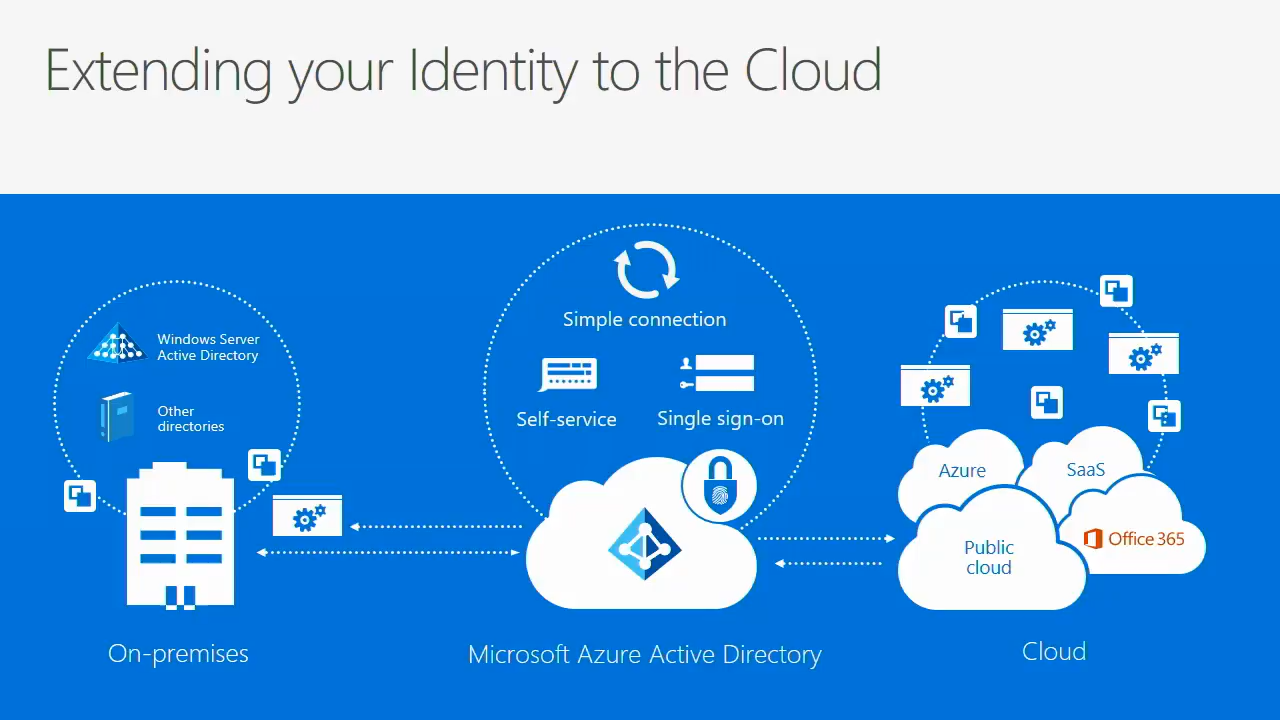 Extending your Identity to the Cloud
Windows Server
Active Directory
Other
directories
On-premises
Simple connection
Self-service
Single sign-on
Microsoft Azure Active Directory
Azure
SaaS
Public
cloud
Office 365
Cloud